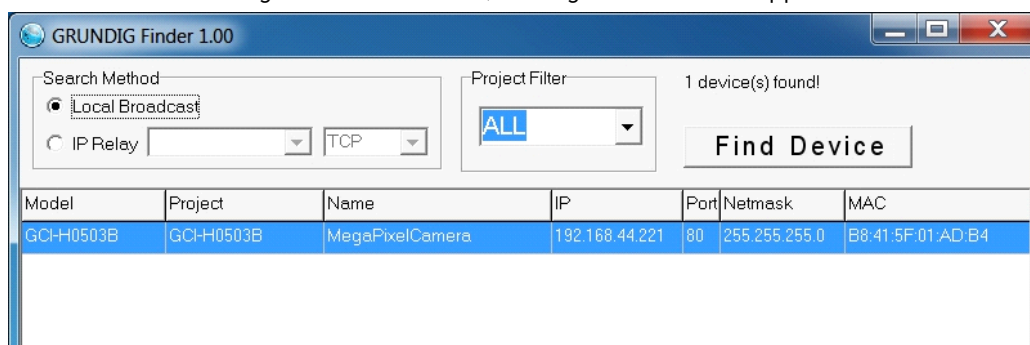 GRUNDIG Finder 1.00
Search Method
Local Broadcast
IP Relay
TCP
Project Filter
ALL
1 device(s) found!
Find Device
Model Project Name IP Port Netmask MAC
GCI-H0503B GCI-H0503B MegaPixelCamera 192.168.44.221 80 255.255.255.0 B8:41:5F:01:AD:B4